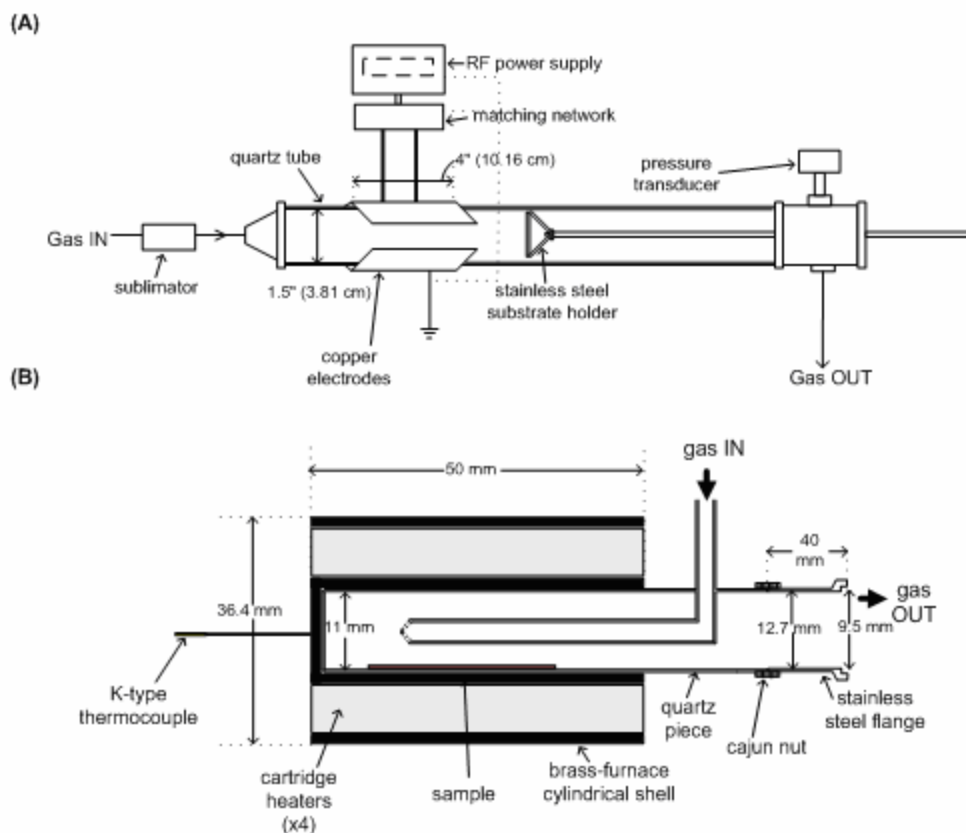 (A)
RF power supply
matching network
quartz tube
4" (10.16 cm)
pressure
transducer
Gas IN
sublimator
1.5" (3.81 cm)
stainless steel
substrate holder
copper
electrodes
Gas OUT
(B)
gas IN
50 mm
40
mm
gas
OUT
36.4 mm
11 mm
12.7 mm
9.5 mm
K-type
thermocouple
quartz
piece
stainless
steel flange
cajun nut
cartridge
heaters
(x4)
sample
brass-furnace
cylindrical shell